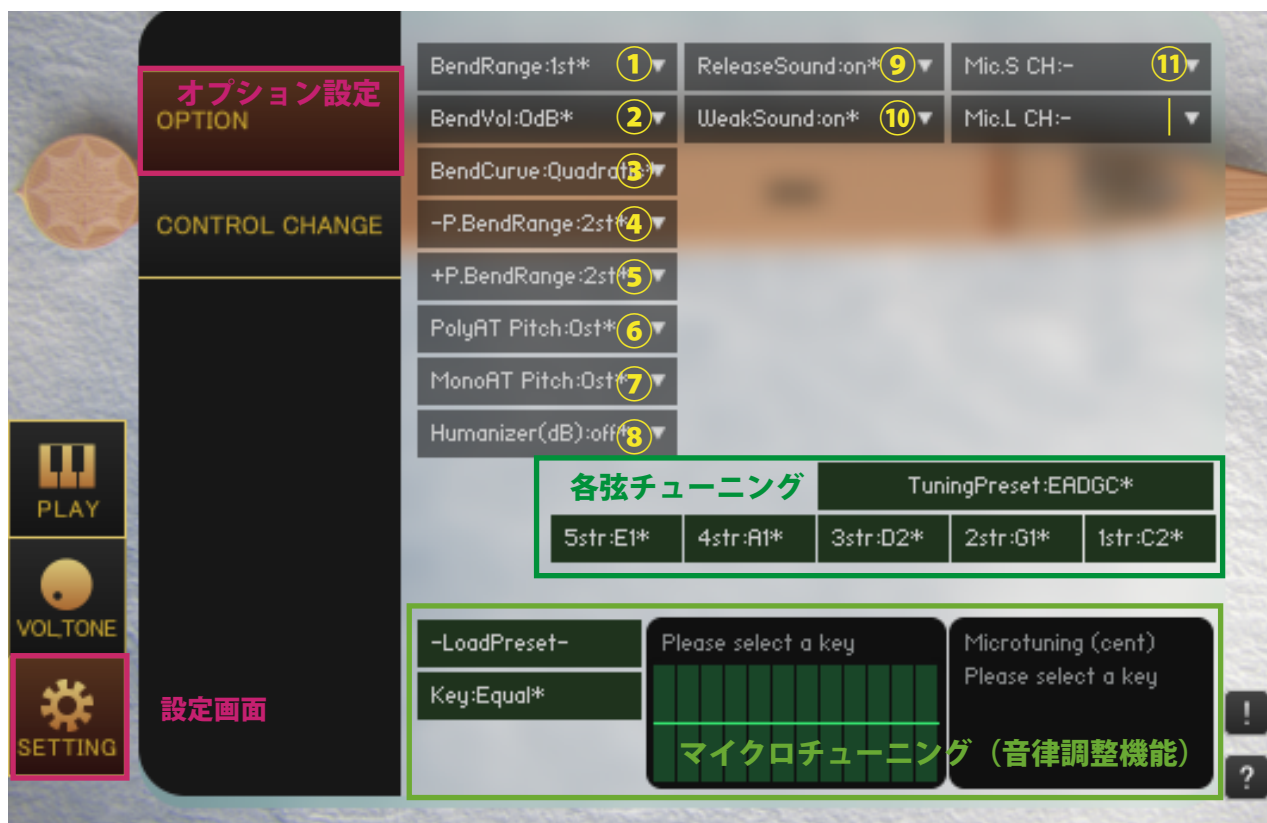 オプション設定
OPTION
CONTROL CHANGE
BendRange:1st* ①▼
ReleaseSound:on* ⑨▼
Mic.S CH:- ⑪▼
BendVol:0dB* ②▼
WeakSound:on* ⑩▼
Mic.L CH:- ▼
BendCurve:Quadratic* ③▼
-P.BendRange:2st* ④▼
+P.BendRange:2st* ⑤▼
PolyAT Pitch:0st* ⑥▼
MonoAT Pitch:0st* ⑦▼
Humanizer(dB):off* ⑧▼
各弦チューニング
TuningPreset:EADGC*
5str:E1*
4str:A1*
3str:D2*
2str:G1*
1str:C2*
PLAY
VOL,TONE
SETTING
設定画面
-LoadPreset-
Key:Equal*
Please select a key
Microtuning (cent)
Please select a key
マイクロチューニング（音律調整機能）
!
?